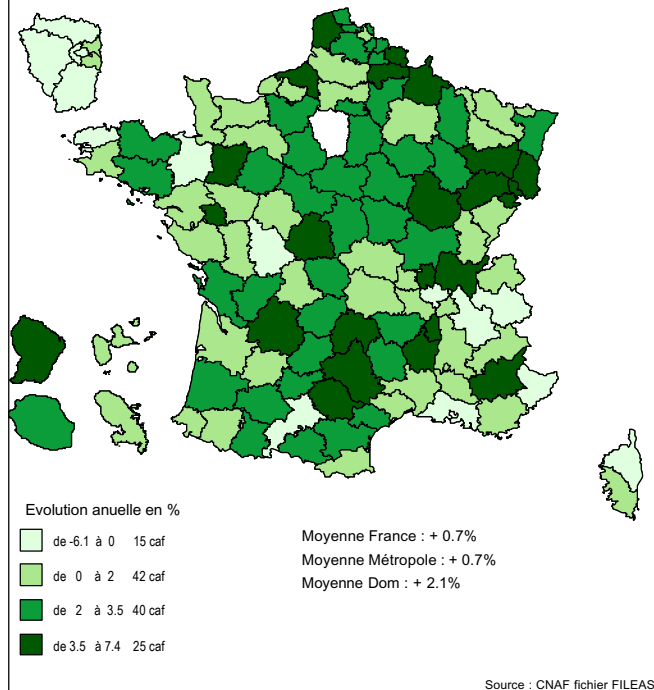 Evolution anuelle en %
de -6.1 à 0 15 caf
de 0 à 2 42 caf
de 2 à 3.5 40 caf
de 3.5 à 7.4 25 caf
Moyenne France : + 0.7%
Moyenne Métropole : + 0.7%
Moyenne Dom : + 2.1%
Source : CNAF fichier FILEAS